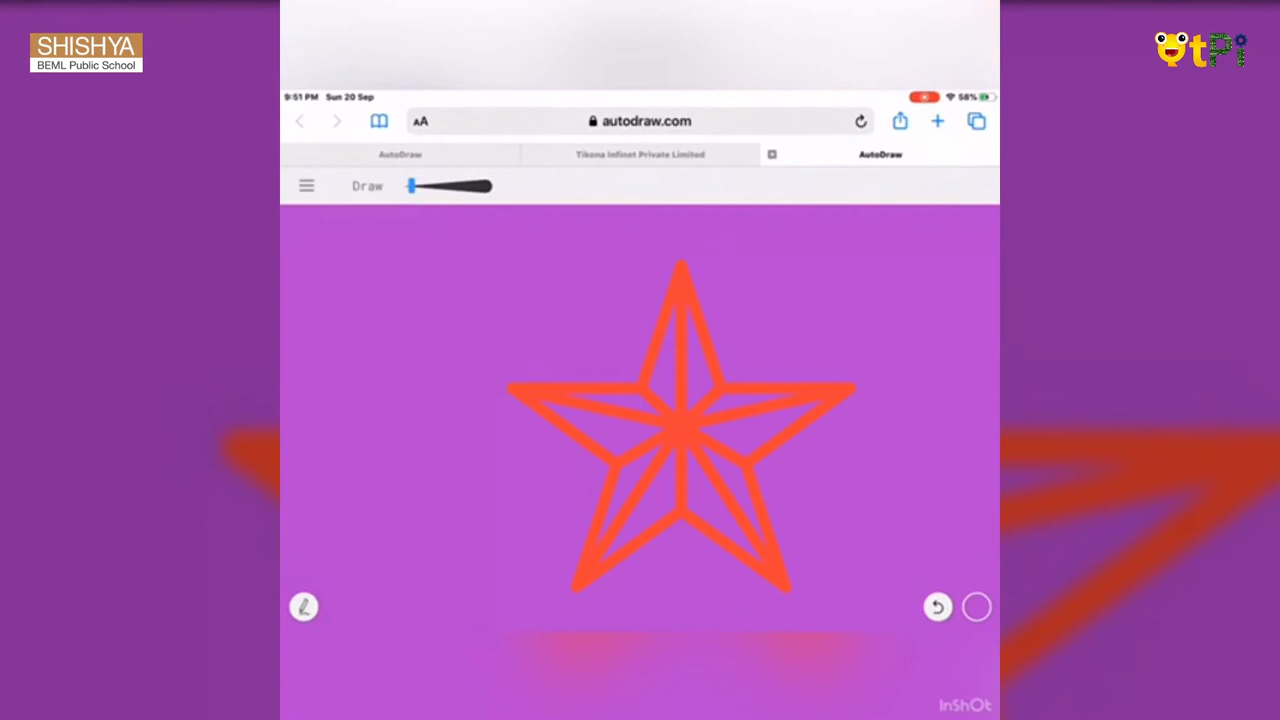 SHISHYA
BEML Public School
QtPi
9:51 PM Sun 20 Sep
58%
AA
autodraw.com
AutoDraw
Tikona Infinet Private Limited
AutoDraw
Draw
InShOt